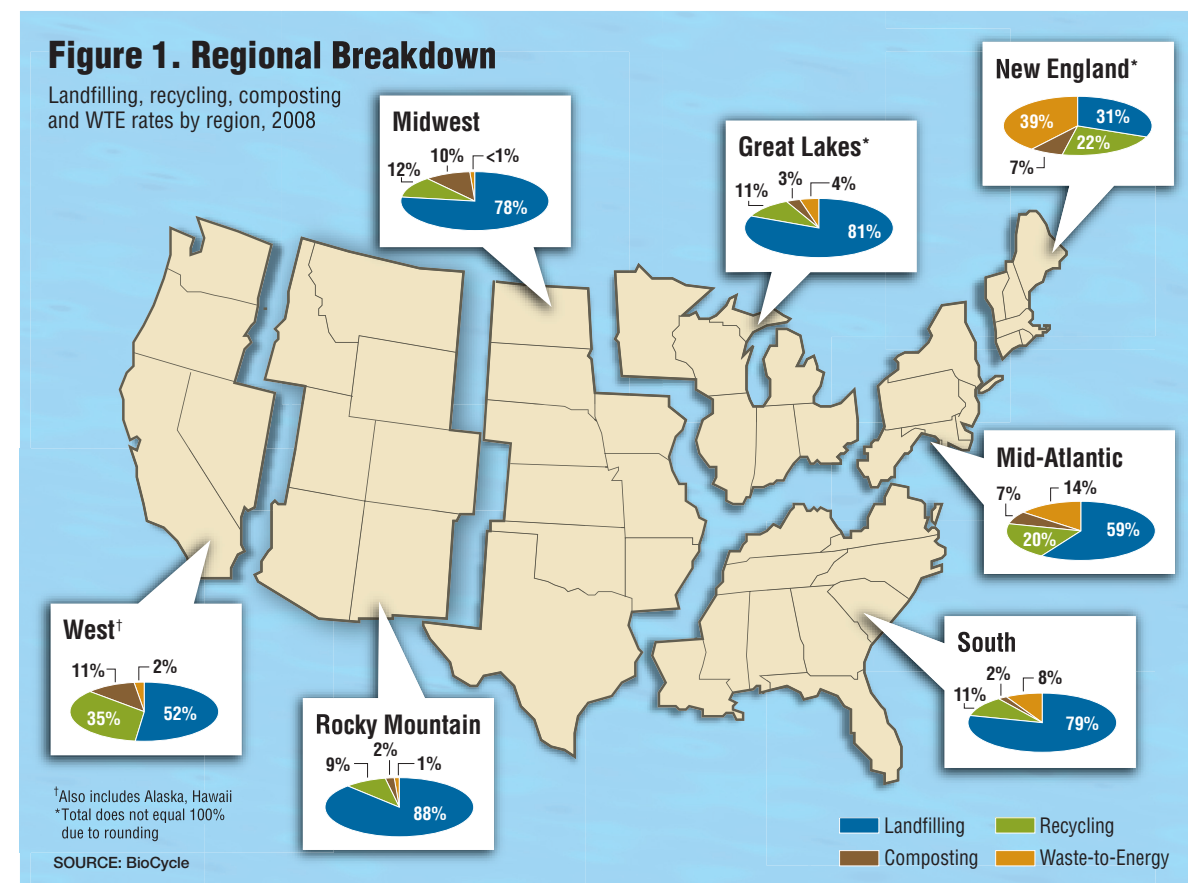 Figure 1. Regional Breakdown
Landfilling, recycling, composting
and WTE rates by region, 2008
Midwest
12%
10%
<1%
78%
Great Lakes*
11%
3%
4%
81%
New England*
39%
31%
22%
7%
Mid-Atlantic
7%
14%
20%
59%
West†
11%
2%
35%
52%
Rocky Mountain
9%
2%
1%
88%
South
11%
2%
8%
79%
†Also includes Alaska, Hawaii
*Total does not equal 100%
due to rounding
SOURCE: BioCycle
Landfilling
Recycling
Composting
Waste-to-Energy